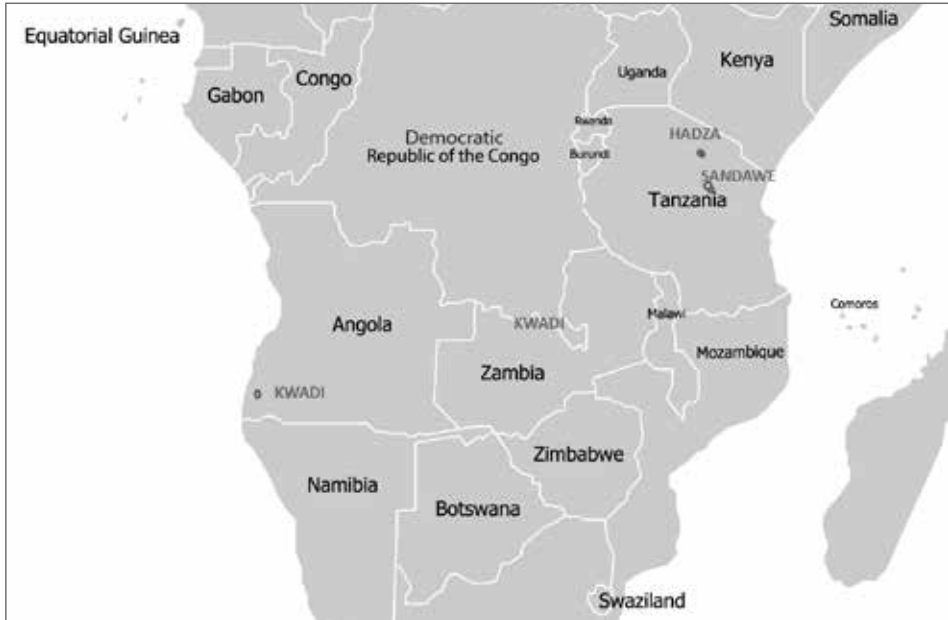 Somalia
Equatorial Guinea
Congo
Kenya
Uganda
Gabon
Rwanda
HADZA
Democratic
Republic of the Congo
Burundi
SANDAWE
Tanzania
Comoros
Malawi
Angola
KWADI
Mozambique
Zambia
KWADI
Zimbabwe
Namibia
Botswana
Swaziland